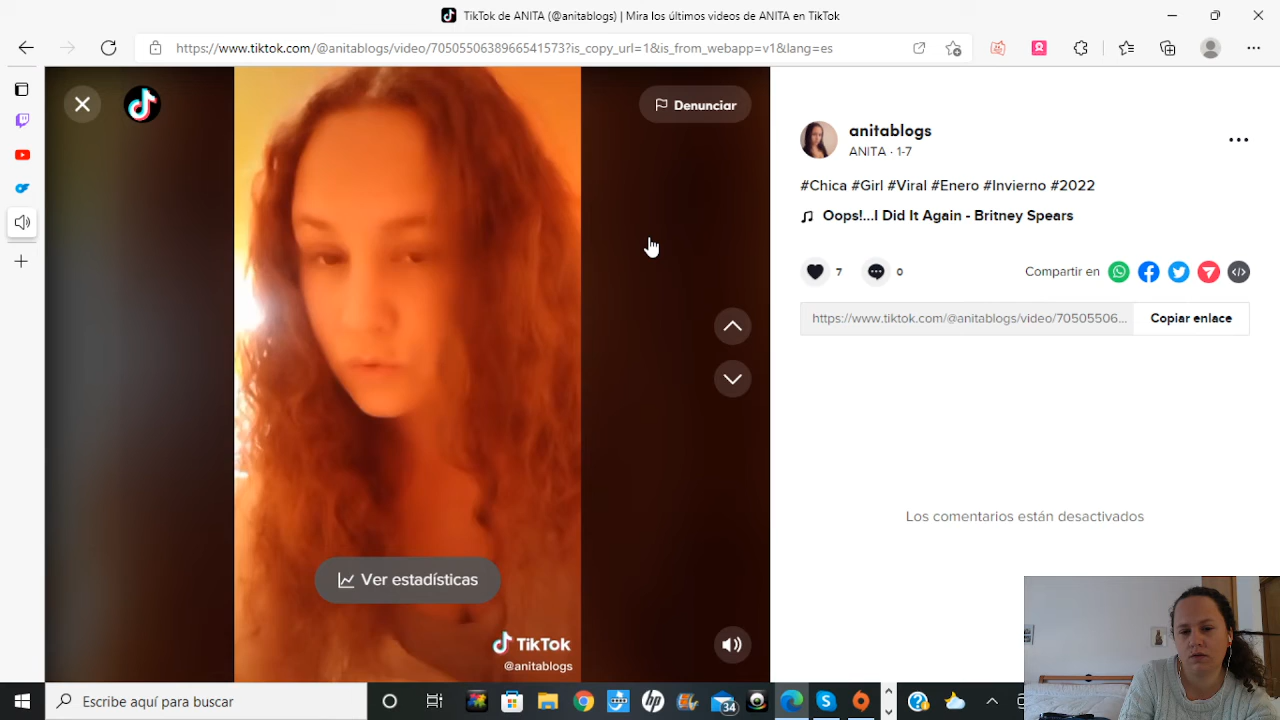 TikTok de ANITA (@anitablogs) | Mira los últimos videos de ANITA en TikTok
https://www.tiktok.com/@anitablogs/video/7050550638966541573?is_copy_url=1&is_from_webapp=v1&lang=es
Denunciar
anitablogs
ANITA · 1-7
#Chica #Girl #Viral #Enero #Invierno #2022
Oops!...I Did It Again - Britney Spears
7
0
Compartir en
https://www.tiktok.com/@anitablogs/video/70505506...
Copiar enlace
Los comentarios están desactivados
Ver estadísticas
TikTok
@anitablogs
Escribe aquí para buscar
hp
34